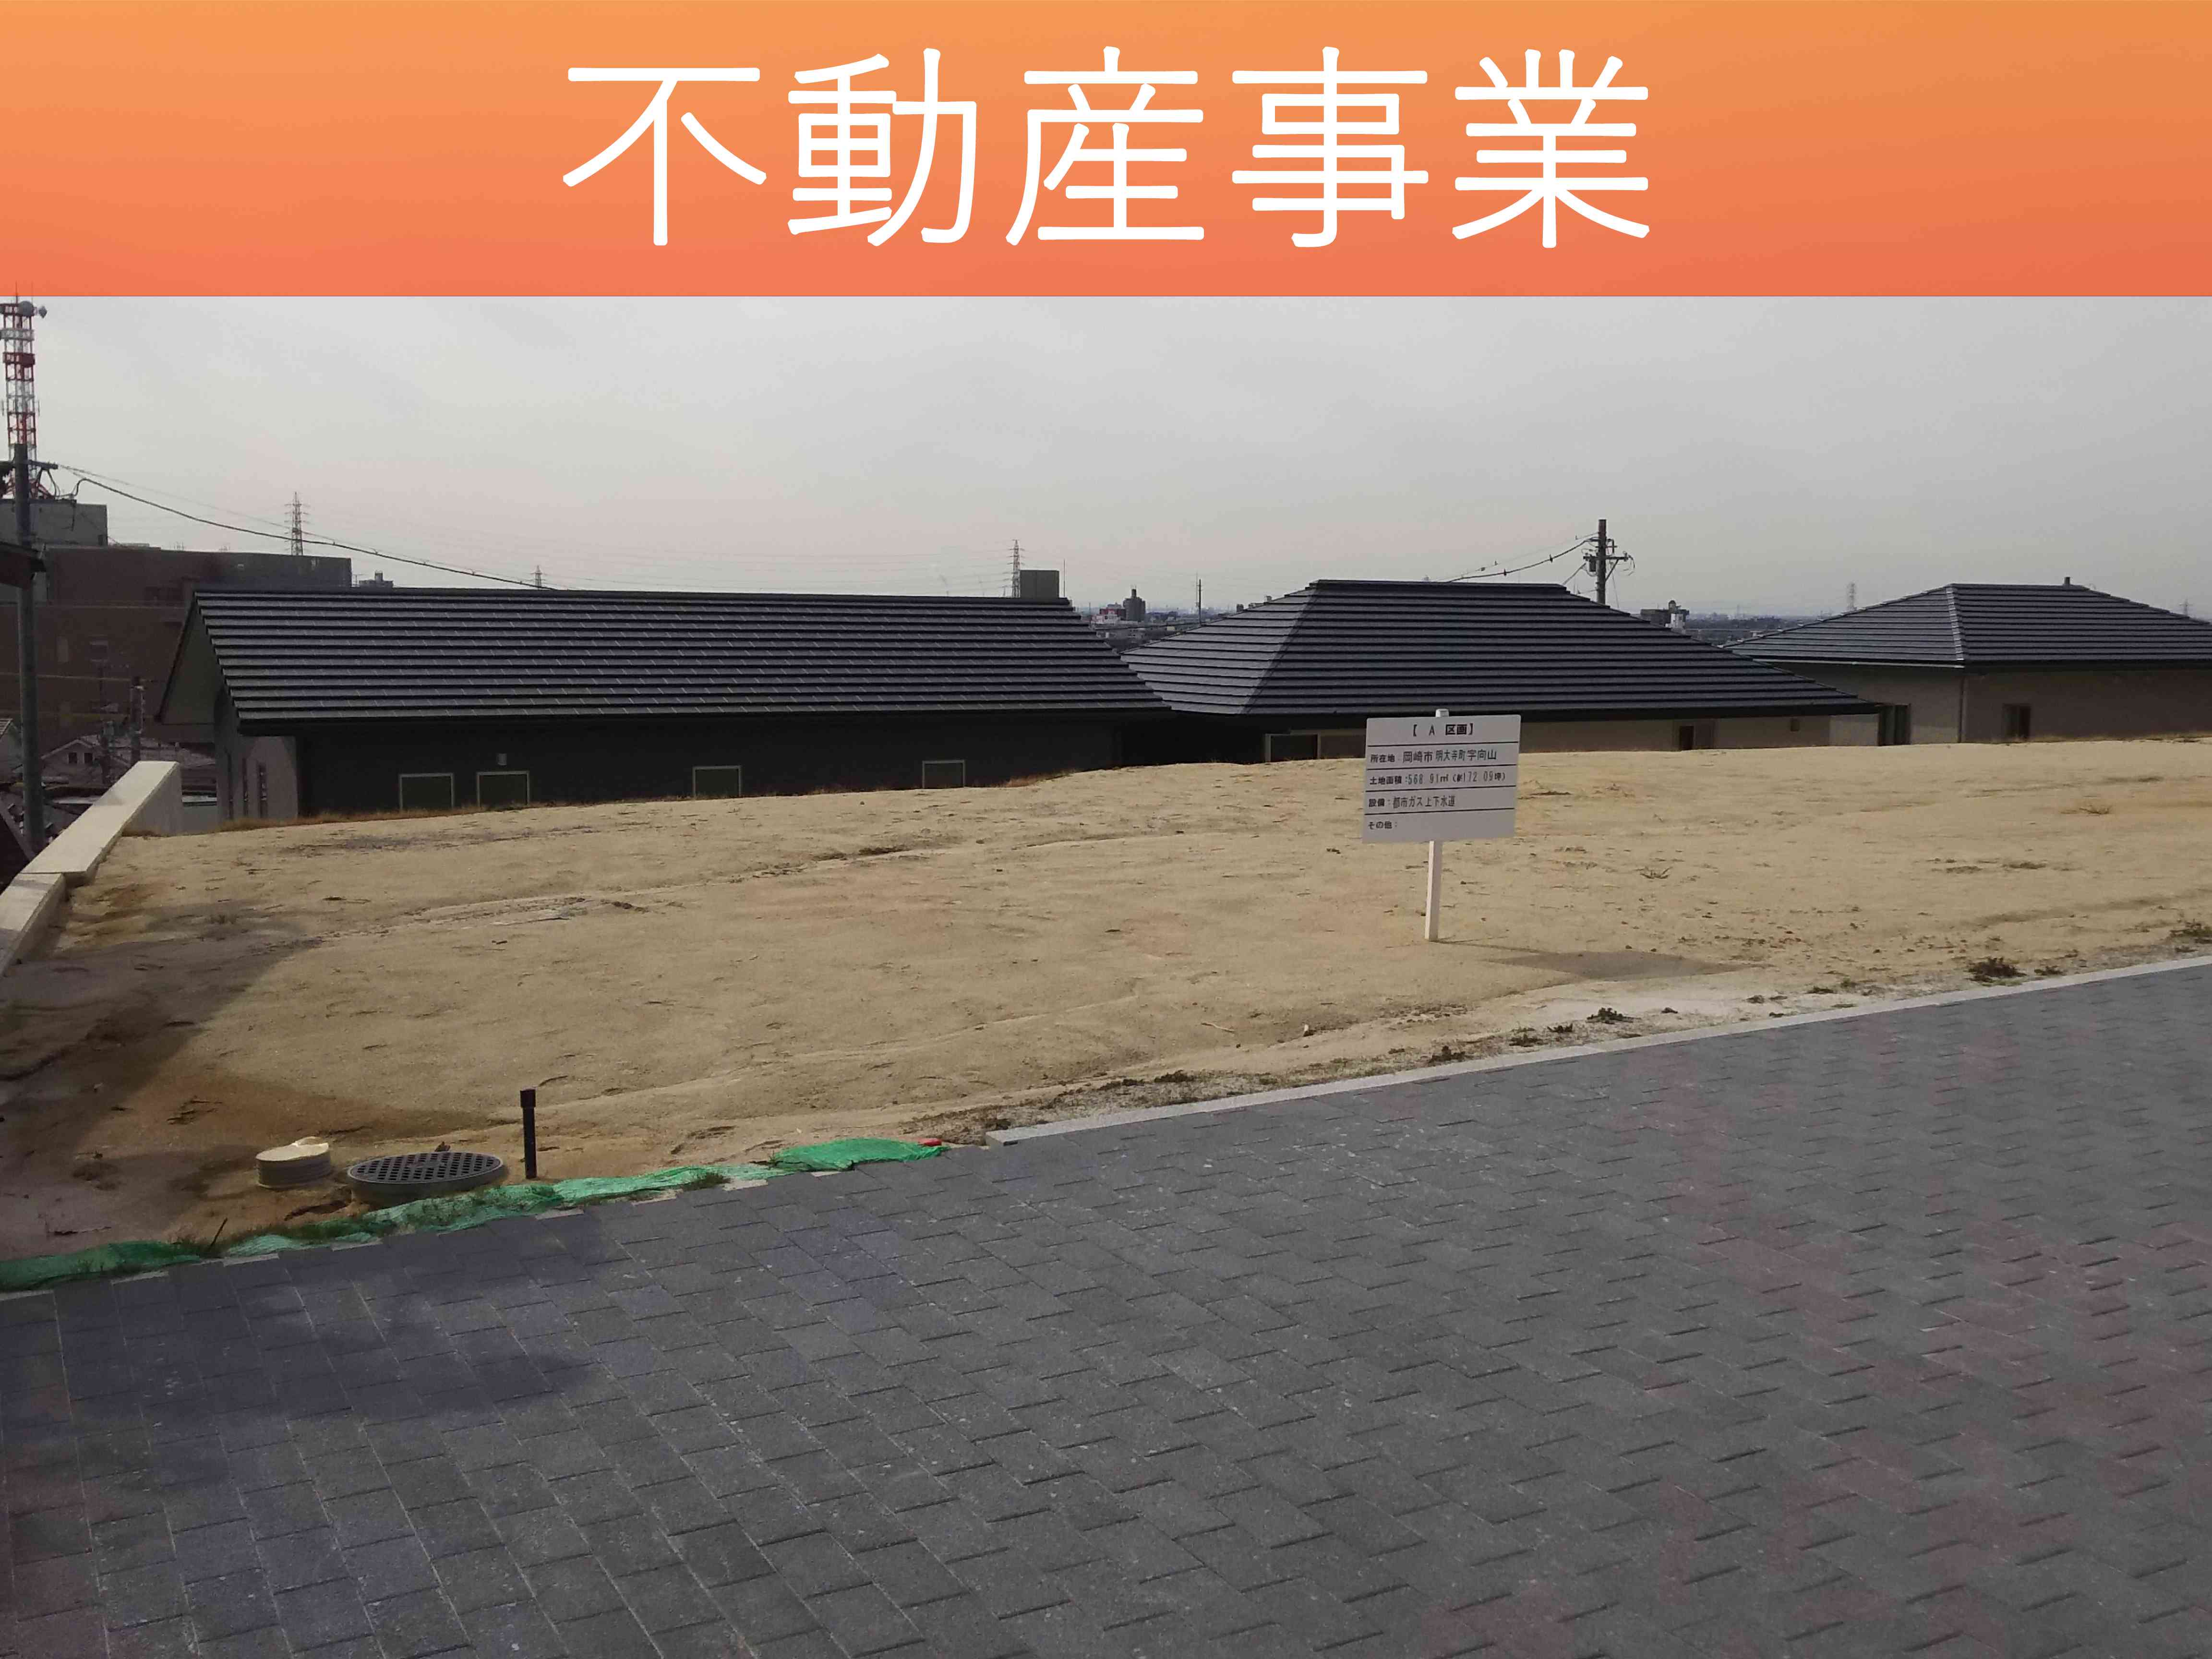 不動産事業
【 A 区画】
所在地:岡崎市 明大寺町字向山
土地面積:568.91㎡(約172.09坪)
設備:都市ガス上下水道
その他: